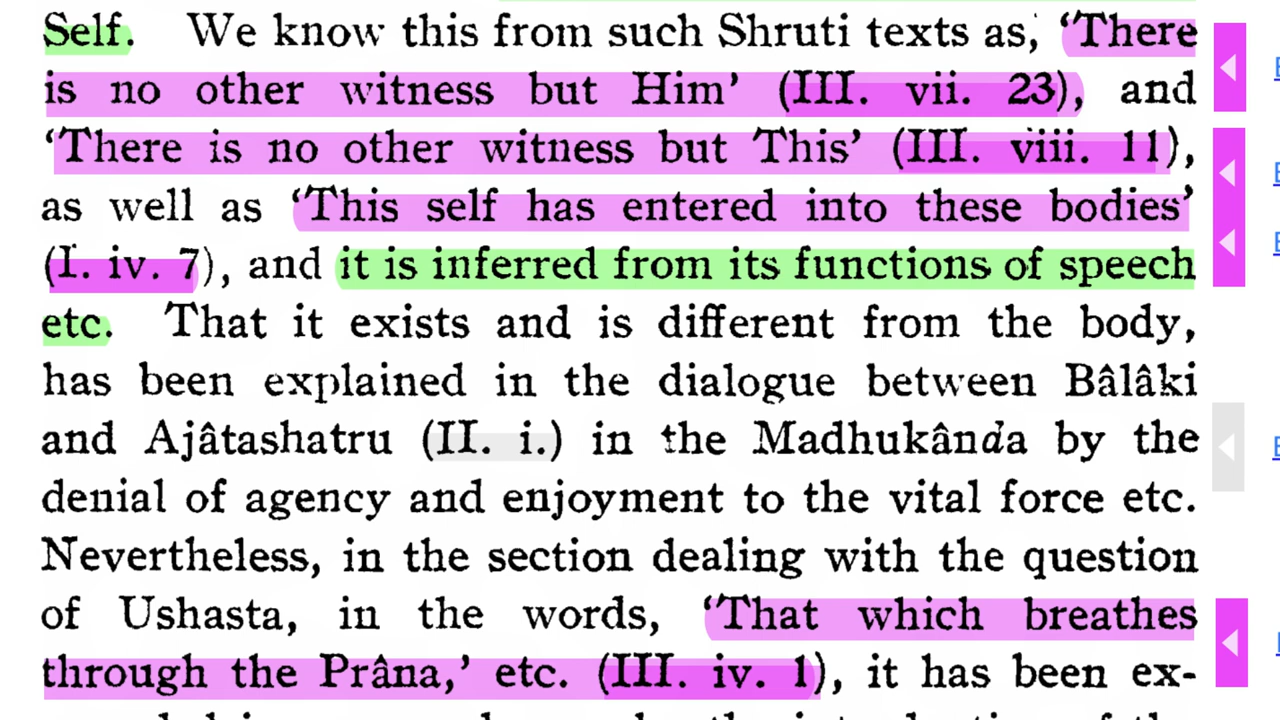 Self. We know this from such Shruti texts as, ‘There
is no other witness but Him’ (III. vii. 23), and
‘There is no other witness but This’ (III. viii. 11),
as well as ‘This self has entered into these bodies’
(I. iv. 7), and it is inferred from its functions of speech
etc. That it exists and is different from the body,
has been explained in the dialogue between Bâlâki
and Ajâtashatru (II. i.) in the Madhukânda by the
denial of agency and enjoyment to the vital force etc.
Nevertheless, in the section dealing with the question
of Ushasta, in the words, ‘That which breathes
through the Prâna,’ etc. (III. iv. 1), it has been ex-